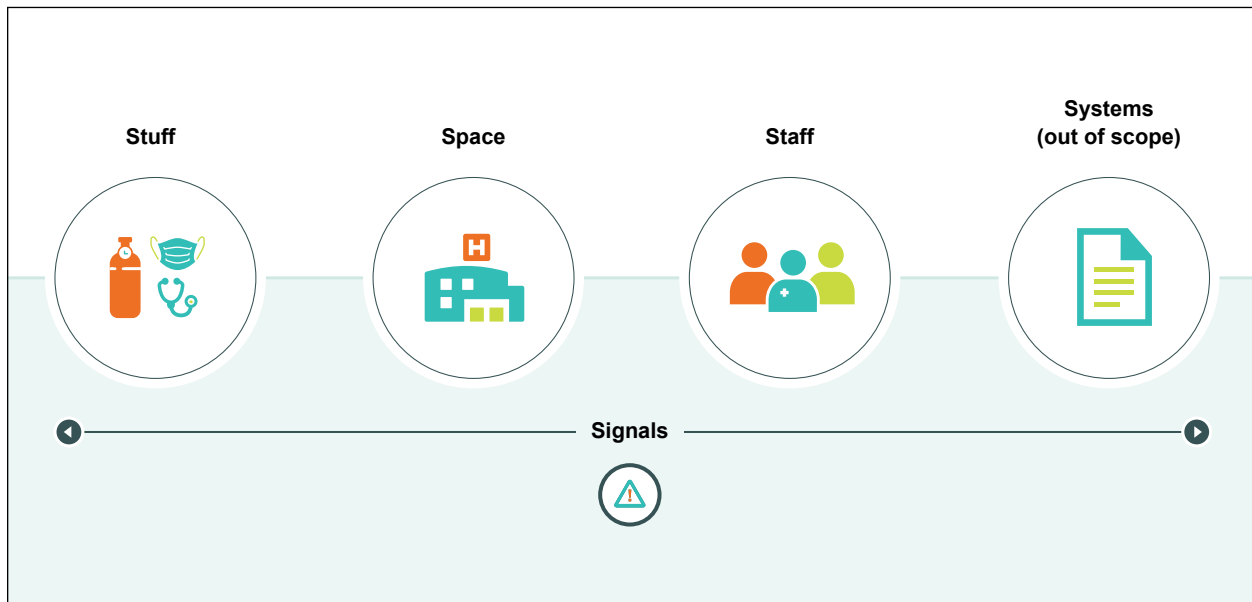 Stuff
Space
Staff
Systems
(out of scope)
H
Signals
!